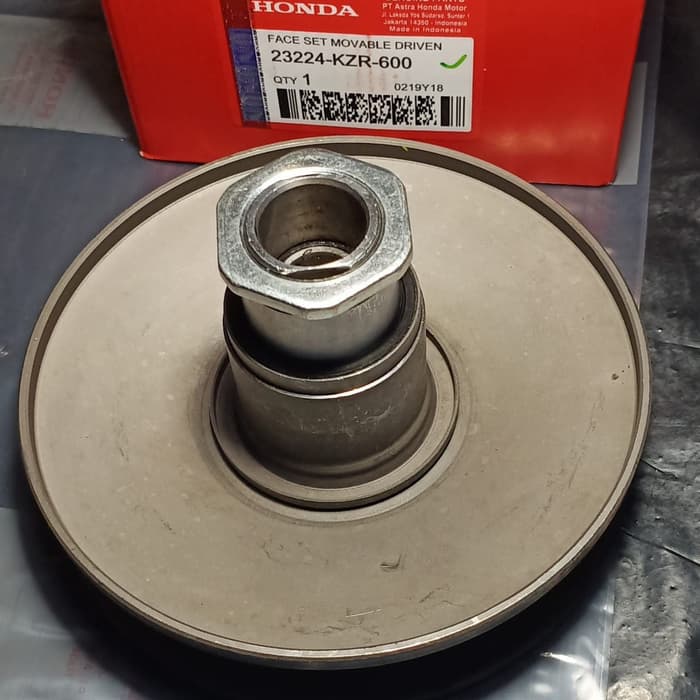 HONDA
PT Astra Honda Motor
Jl. Laksda Yos Sudarso, Sunter 1
Jakarta 14350 - Indonesia
Made in Indonesia
FACE SET MOVABLE DRIVEN
23224-KZR-600
QTY 1
0219Y18